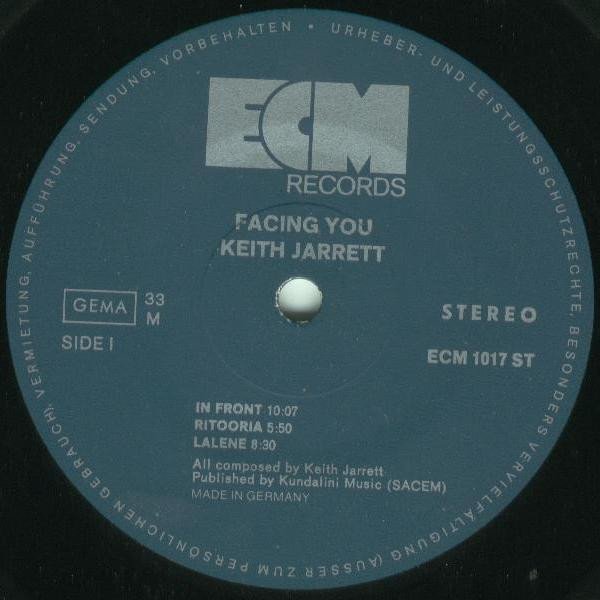 URHEBER- UND LEISTUNGSSCHUTZRECHTE, BESONDERS VERVIELFÄLTIGUNG (AUSSER ZUM PERSÖNLICHEN GEBRAUCH), VERMIETUNG, AUFFÜHRUNG, SENDUNG, VORBEHALTEN •
ECM
RECORDS
FACING YOU
KEITH JARRETT
GEMA 33
M
STEREO
SIDE I
ECM 1017 ST
IN FRONT 10:07
RITOORIA 5:50
LALENE 8:30
All composed by Keith Jarrett
Published by Kundalini Music (SACEM)
MADE IN GERMANY